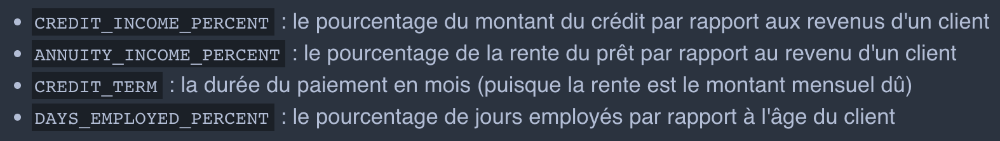 • CREDIT_INCOME_PERCENT : le pourcentage du montant du crédit par rapport aux revenus d'un client
• ANNUITY_INCOME_PERCENT : le pourcentage de la rente du prêt par rapport au revenu d'un client
• CREDIT_TERM : la durée du paiement en mois (puisque la rente est le montant mensuel dû)
• DAYS_EMPLOYED_PERCENT : le pourcentage de jours employés par rapport à l'âge du client